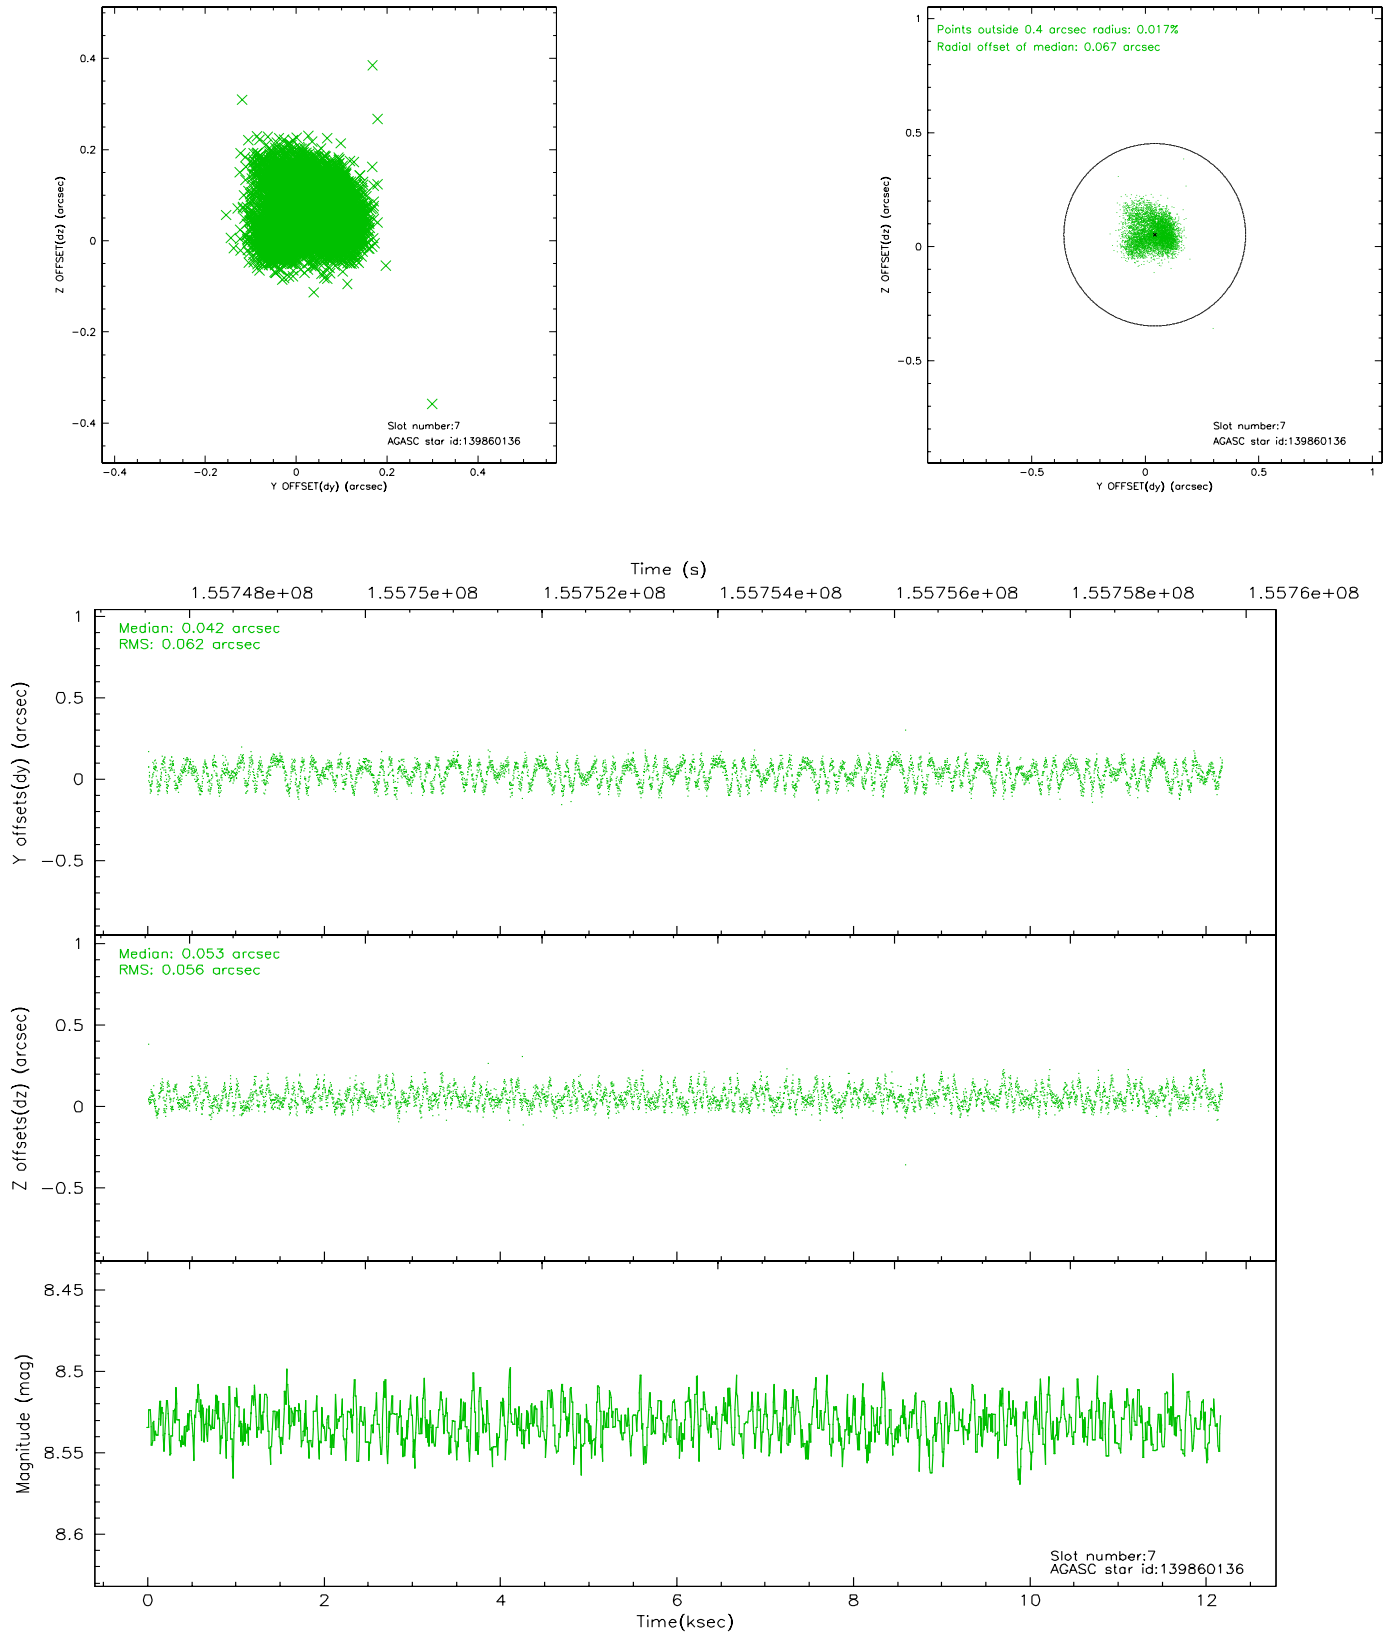 0.4
0.2
0
−0.2
−0.4
Z OFFSET(dz) (arcsec)
Slot number:7
AGASC star id:139860136
−0.4 −0.2 0 0.2 0.4
Y OFFSET(dy) (arcsec)
Points outside 0.4 arcsec radius: 0.017%
Radial offset of median: 0.067 arcsec
1
0.5
0
−0.5
Z OFFSET(dz) (arcsec)
Slot number:7
AGASC star id:139860136
−0.5 0 0.5 1
Y OFFSET(dy) (arcsec)
Time (s)
1.55748e+08 1.5575e+08 1.55752e+08 1.55754e+08 1.55756e+08 1.55758e+08 1.5576e+08
Median: 0.042 arcsec
RMS: 0.062 arcsec
1
0.5
0
−0.5
Y offsets(dy) (arcsec)
Median: 0.053 arcsec
RMS: 0.056 arcsec
1
0.5
0
−0.5
Z offsets(dz) (arcsec)
8.45
8.5
8.55
8.6
Magnitude (mag)
Slot number:7
AGASC star id:139860136
0 2 4 6 8 10 12
Time(ksec)